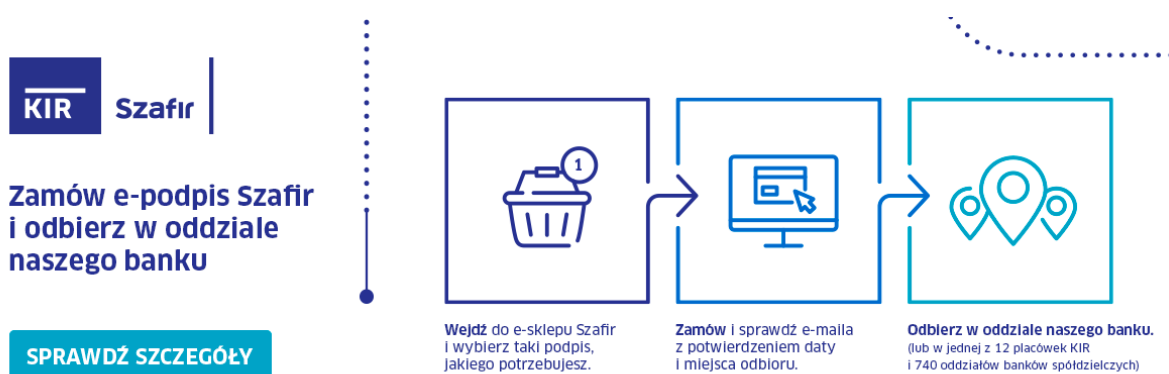 KIR Szafir
Zamów e-podpis Szafir
i odbierz w oddziale
naszego banku
SPRAWDŹ SZCZEGÓŁY
1
Wejdź do e-sklepu Szafir
i wybierz taki podpis,
jakiego potrzebujesz.
Zamów i sprawdź e-maila
z potwierdzeniem daty
i miejsca odbioru.
Odbierz w oddziale naszego banku.
(lub w jednej z 12 placówek KIR
i 740 oddziałów banków spółdzielczych)